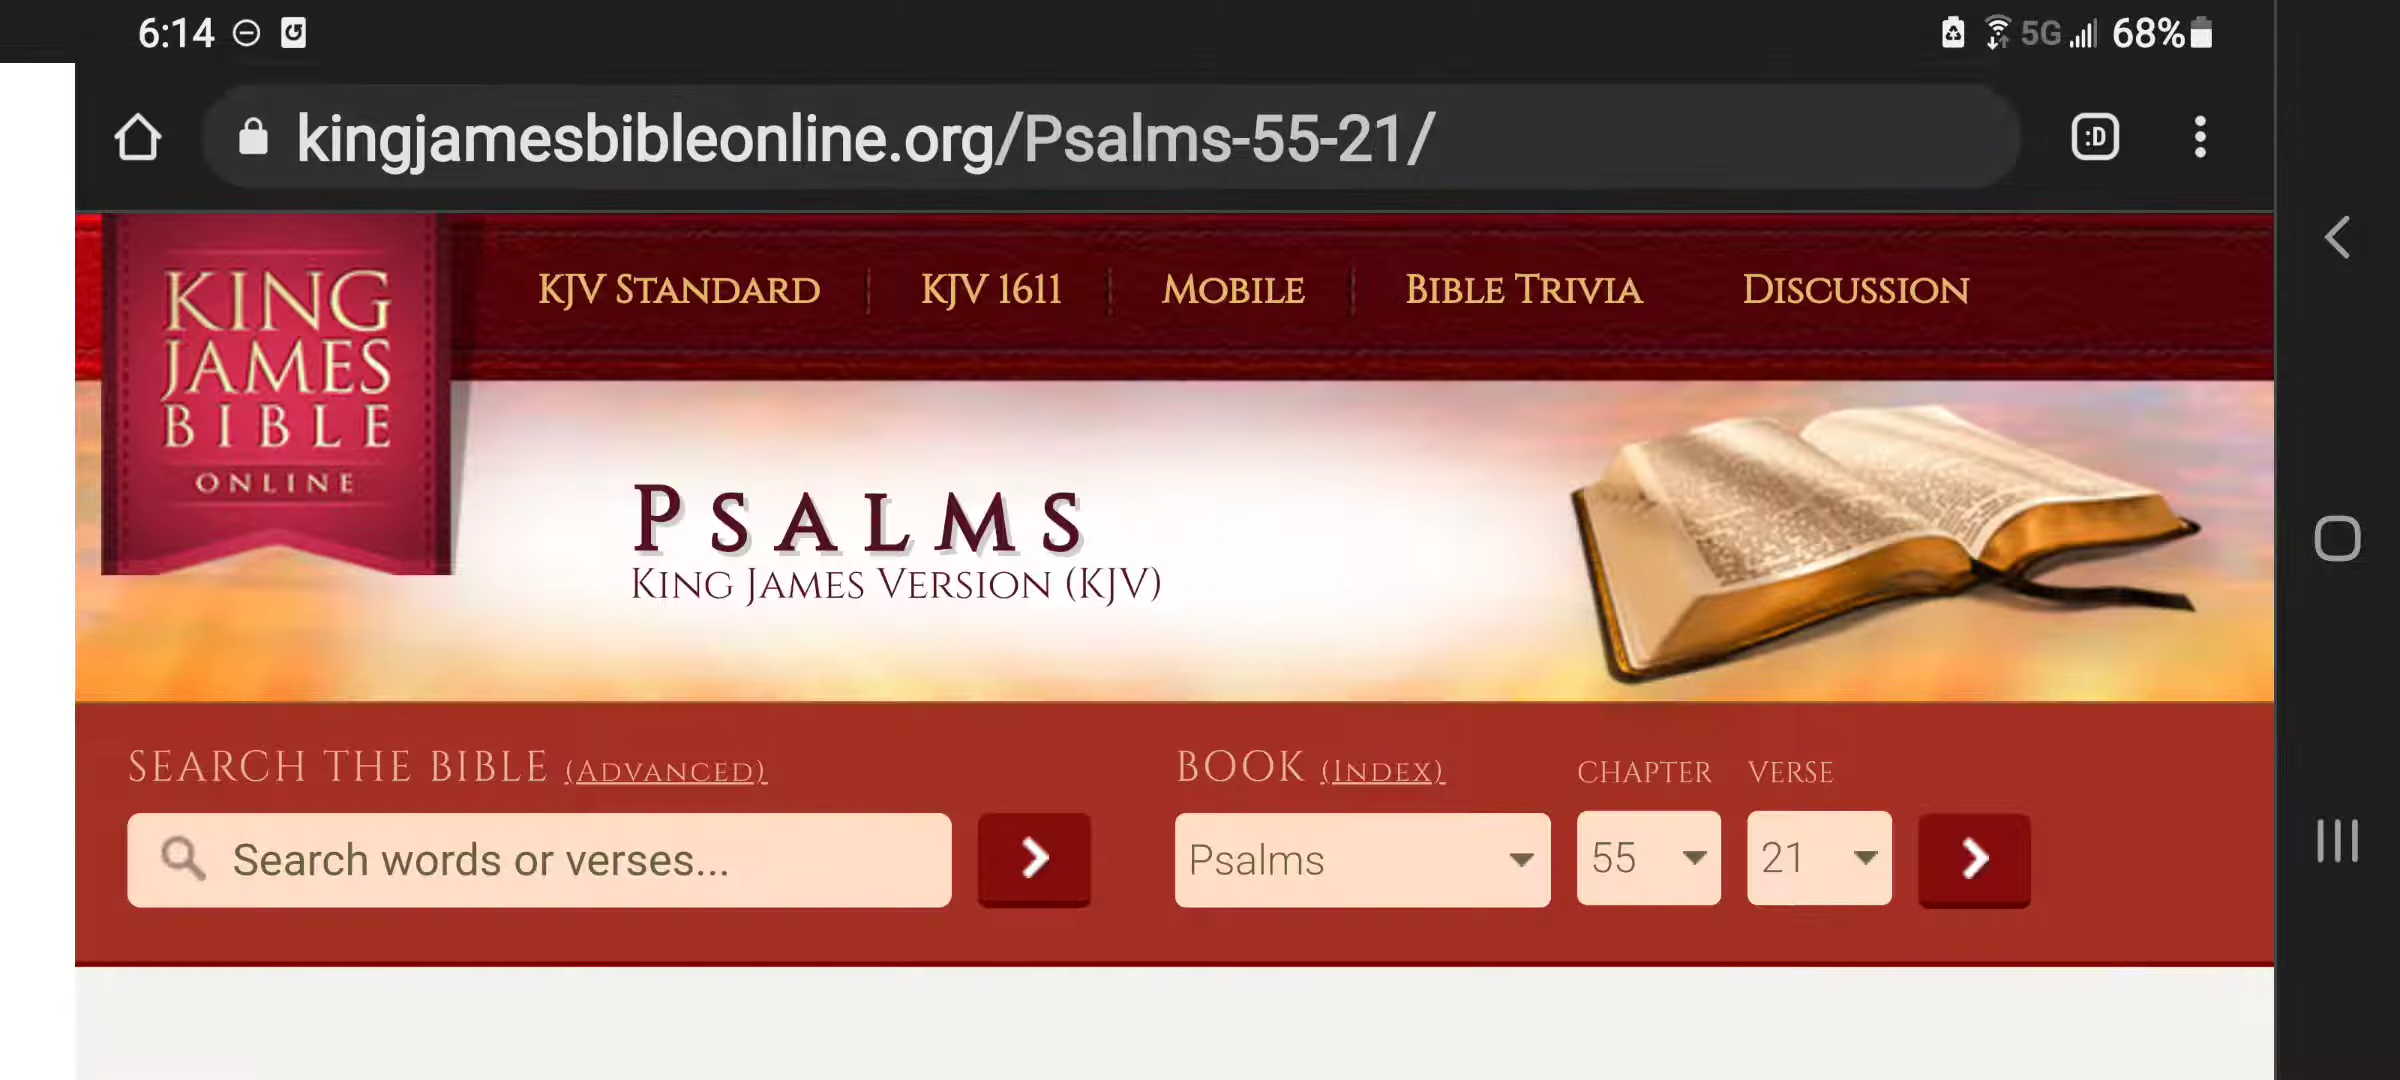 6:14 5G 68%
kingjamesbibleonline.org/Psalms-55-21/ :D
KING
JAMES
BIBLE
ONLINE
KJV STANDARD KJV 1611 MOBILE BIBLE TRIVIA DISCUSSION
PSALMS
KING JAMES VERSION (KJV)
SEARCH THE BIBLE (ADVANCED) BOOK (INDEX) CHAPTER VERSE
Search words or verses... Psalms 55 21